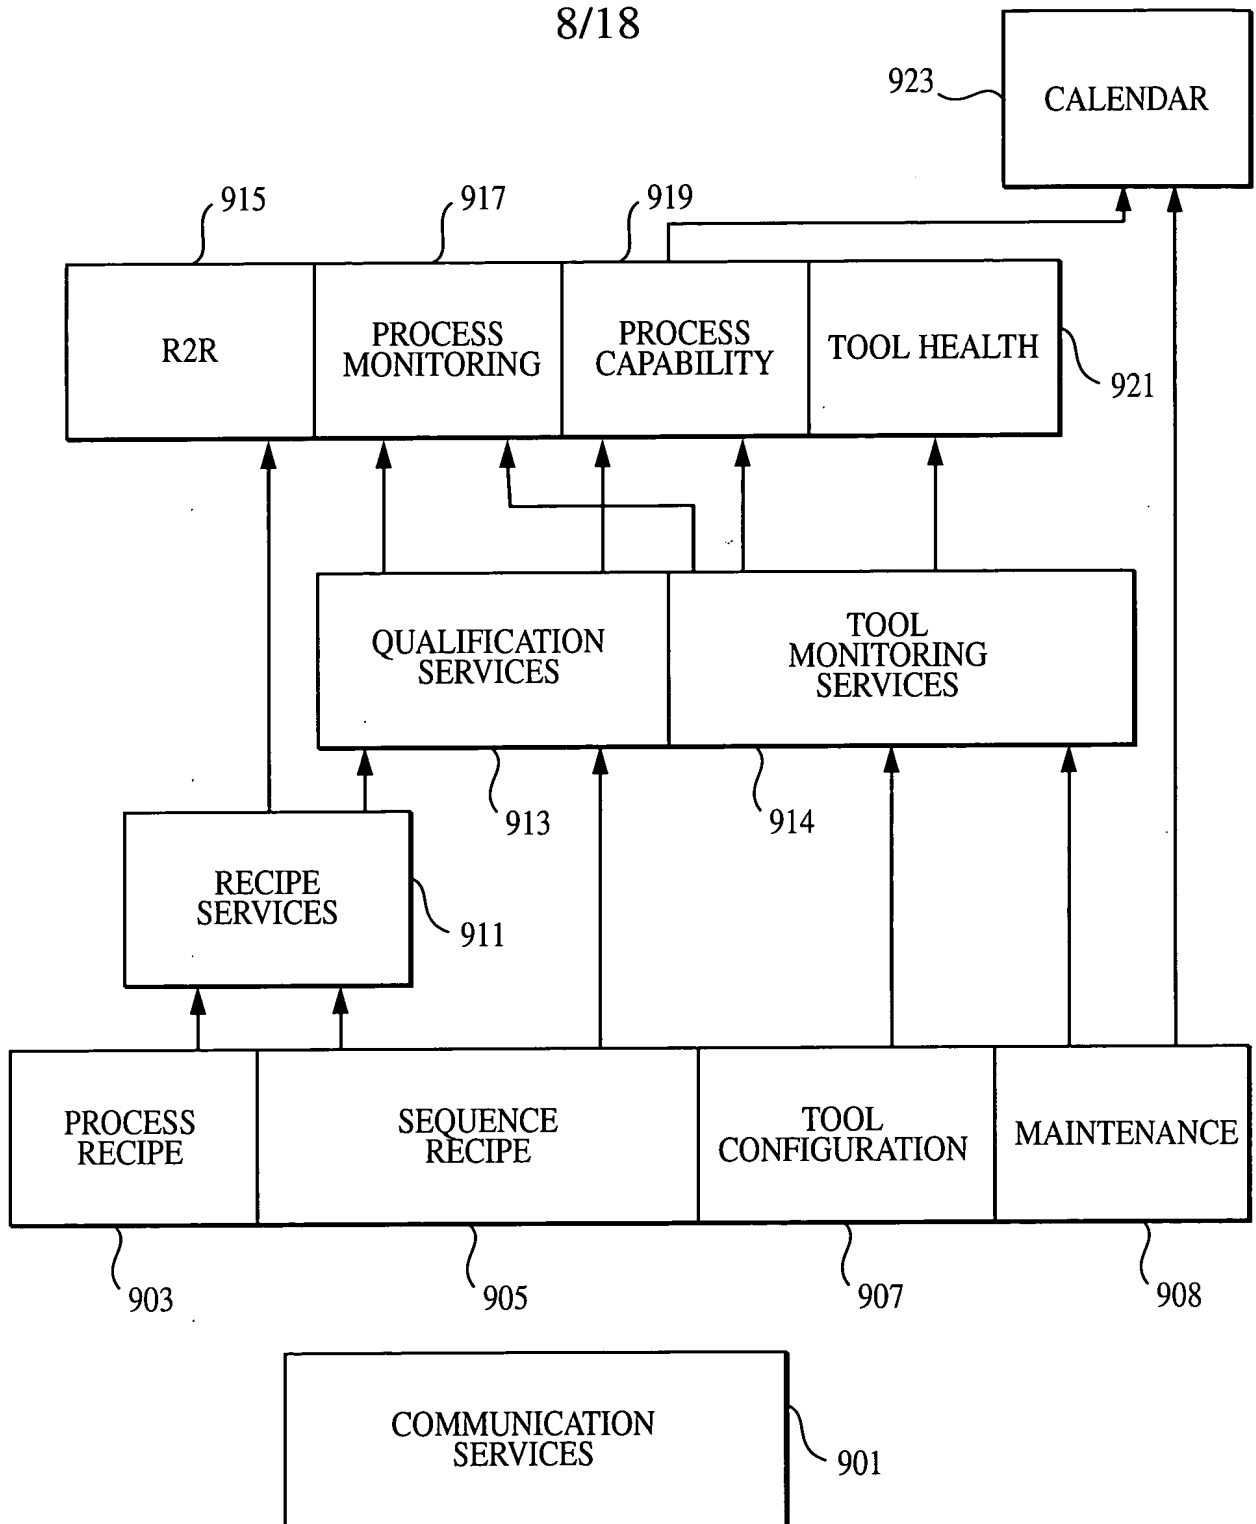 8/18
923
CALENDAR
915
917
919
R2R
PROCESS
MONITORING
PROCESS
CAPABILITY
TOOL HEALTH
921
QUALIFICATION
SERVICES
TOOL
MONITORING
SERVICES
913
914
RECIPE
SERVICES
911
PROCESS
RECIPE
SEQUENCE
RECIPE
TOOL
CONFIGURATION
MAINTENANCE
903
905
907
908
COMMUNICATION
SERVICES
901